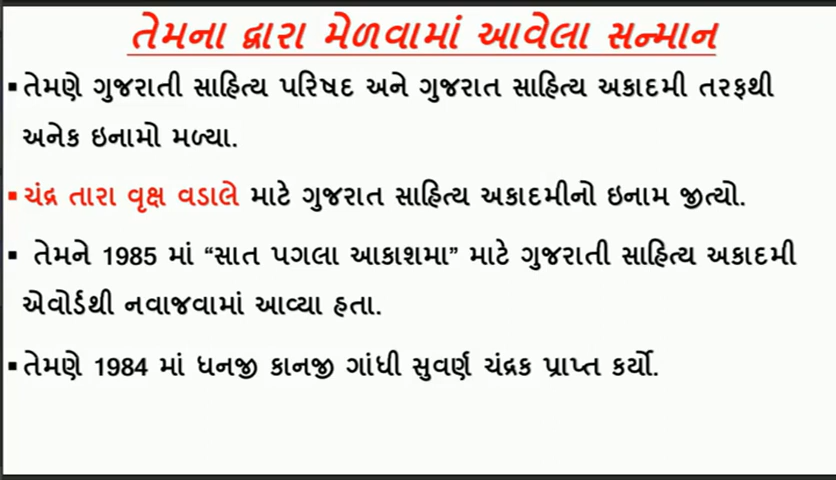 તેમના દ્વારા મેળવામાં આવેલા સન્માન
▪તેમણે ગુજરાતી સાહિત્ય પરિષદ અને ગુજરાત સાહિત્ય અકાદમી તરફથી
અનેક ઇનામો મળ્યા.
▪ચંદ્ર તારા વૃક્ષ વડાલે માટે ગુજરાત સાહિત્ય અકાદમીનો ઇનામ જીત્યો.
▪ તેમને 1985 માં “સાત પગલા આકાશમા” માટે ગુજરાતી સાહિત્ય અકાદમી
એવોર્ડથી નવાજવામાં આવ્યા હતા.
▪તેમણે 1984 માં ધનજી કાનજી ગાંધી સુવર્ણ ચંદ્રક પ્રાપ્ત કર્યો.